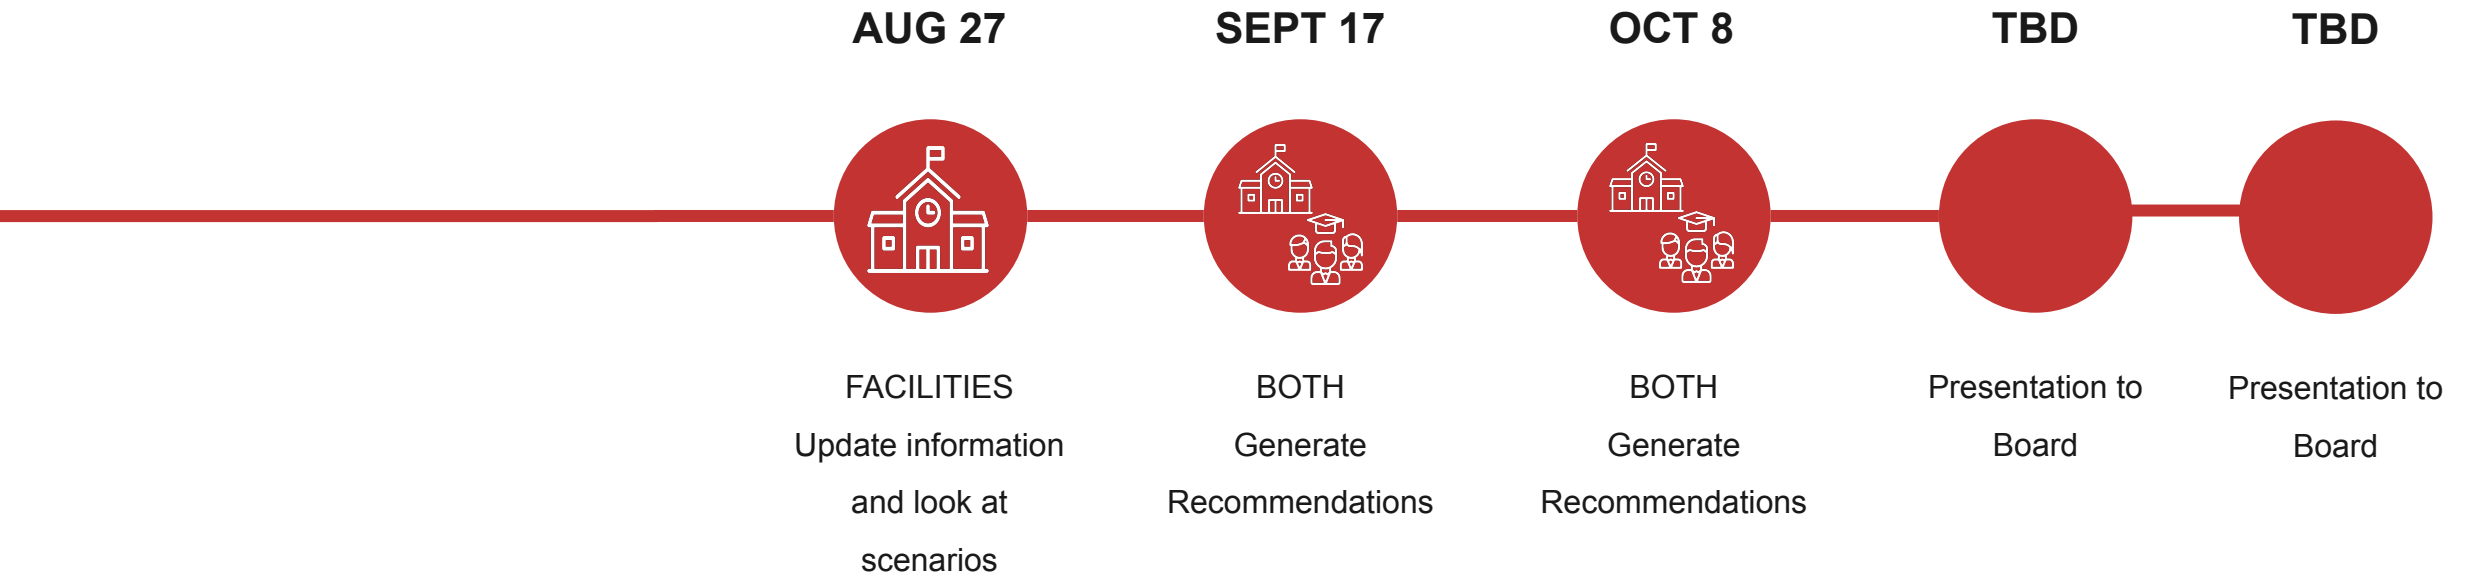 AUG 27
FACILITIES
Update information
and look at
scenarios
SEPT 17
BOTH
Generate
Recommendations
OCT 8
BOTH
Generate
Recommendations
TBD
Presentation to
Board
TBD
Presentation to
Board